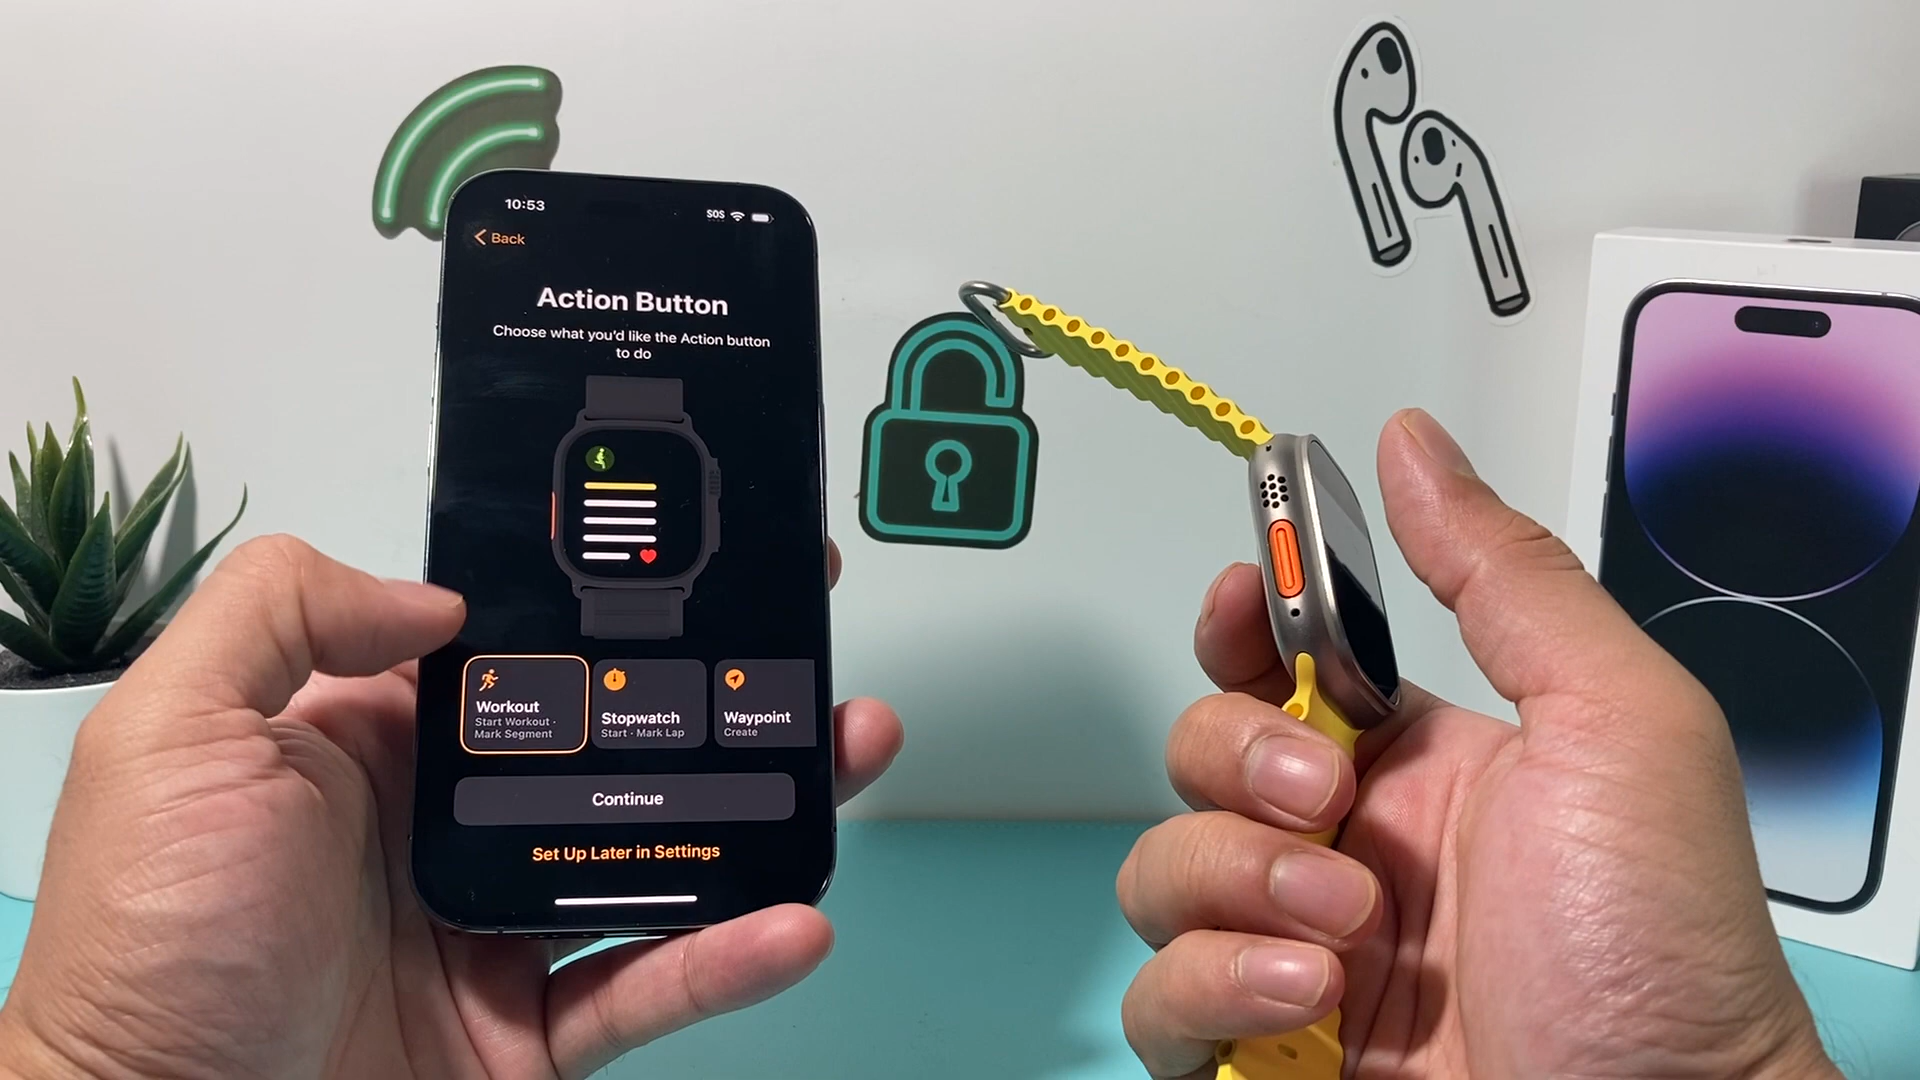 10:53
SOS
Back
Action Button
Choose what you'd like the Action button
to do
Workout
Start Workout ·
Mark Segment
Stopwatch
Start · Mark Lap
Waypoint
Create
Continue
Set Up Later in Settings